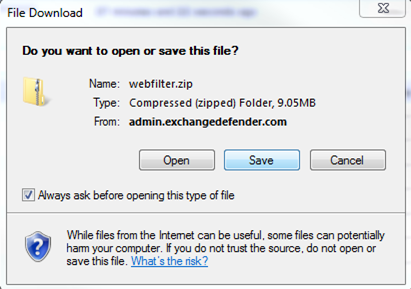 File Download
Do you want to open or save this file?
Name: webfilter.zip
Type: Compressed (zipped) Folder, 9.05MB
From: admin.exchangedefender.com
Open Save Cancel
Always ask before opening this type of file
While files from the Internet can be useful, some files can potentially
harm your computer. If you do not trust the source, do not open or
save this file. What's the risk?